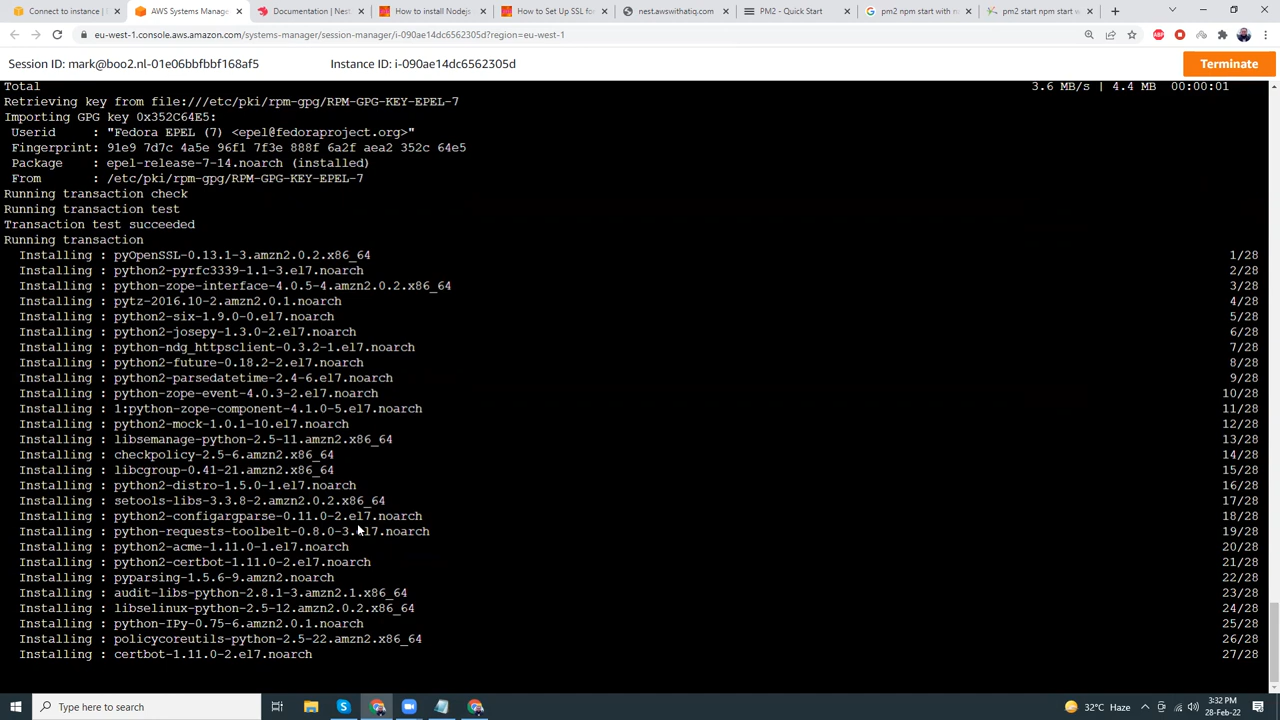 Connect to instance |
AWS Systems Manage
Documentation | Nest
How to install Nodejs
How to Set Up SSL for
nest.awswithatiq.com
PM2 - Quick Start
pm2 npm start with n
pm2 start npm start w
eu-west-1.console.aws.amazon.com/systems-manager/session-manager/i-090ae14dc6562305d?region=eu-west-1
Session ID: mark@boo2.nl-01e06bbfbbf168af5 Instance ID: i-090ae14dc6562305d Terminate
Total 3.6 MB/s | 4.4 MB 00:00:01
Retrieving key from file:///etc/pki/rpm-gpg/RPM-GPG-KEY-EPEL-7
Importing GPG key 0x352C64E5:
Userid : "Fedora EPEL (7) <epel@fedoraproject.org>"
Fingerprint: 91e9 7d7c 4a5e 96f1 7f3e 888f 6a2f aea2 352c 64e5
Package : epel-release-7-14.noarch (installed)
From : /etc/pki/rpm-gpg/RPM-GPG-KEY-EPEL-7
Running transaction check
Running transaction test
Transaction test succeeded
Running transaction
Installing : pyOpenSSL-0.13.1-3.amzn2.0.2.x86_64 1/28
Installing : python2-pyrfc3339-1.1-3.el7.noarch 2/28
Installing : python-zope-interface-4.0.5-4.amzn2.0.2.x86_64 3/28
Installing : pytz-2016.10-2.amzn2.0.1.noarch 4/28
Installing : python2-six-1.9.0-0.el7.noarch 5/28
Installing : python2-josepy-1.3.0-2.el7.noarch 6/28
Installing : python-ndg_httpsclient-0.3.2-1.el7.noarch 7/28
Installing : python2-future-0.18.2-2.el7.noarch 8/28
Installing : python2-parsedatetime-2.4-6.el7.noarch 9/28
Installing : python-zope-event-4.0.3-2.el7.noarch 10/28
Installing : 1:python-zope-component-4.1.0-5.el7.noarch 11/28
Installing : python2-mock-1.0.1-10.el7.noarch 12/28
Installing : libsemanage-python-2.5-11.amzn2.x86_64 13/28
Installing : checkpolicy-2.5-6.amzn2.x86_64 14/28
Installing : libcgroup-0.41-21.amzn2.x86_64 15/28
Installing : python2-distro-1.5.0-1.el7.noarch 16/28
Installing : setools-libs-3.3.8-2.amzn2.0.2.x86_64 17/28
Installing : python2-configargparse-0.11.0-2.el7.noarch 18/28
Installing : python-requests-toolbelt-0.8.0-3.el7.noarch 19/28
Installing : python2-acme-1.11.0-1.el7.noarch 20/28
Installing : python2-certbot-1.11.0-2.el7.noarch 21/28
Installing : pyparsing-1.5.6-9.amzn2.noarch 22/28
Installing : audit-libs-python-2.8.1-3.amzn2.1.x86_64 23/28
Installing : libselinux-python-2.5-12.amzn2.0.2.x86_64 24/28
Installing : python-IPy-0.75-6.amzn2.0.1.noarch 25/28
Installing : policycoreutils-python-2.5-22.amzn2.x86_64 26/28
Installing : certbot-1.11.0-2.el7.noarch 27/28
Type here to search
32°C Haze
3:32 PM
28-Feb-22